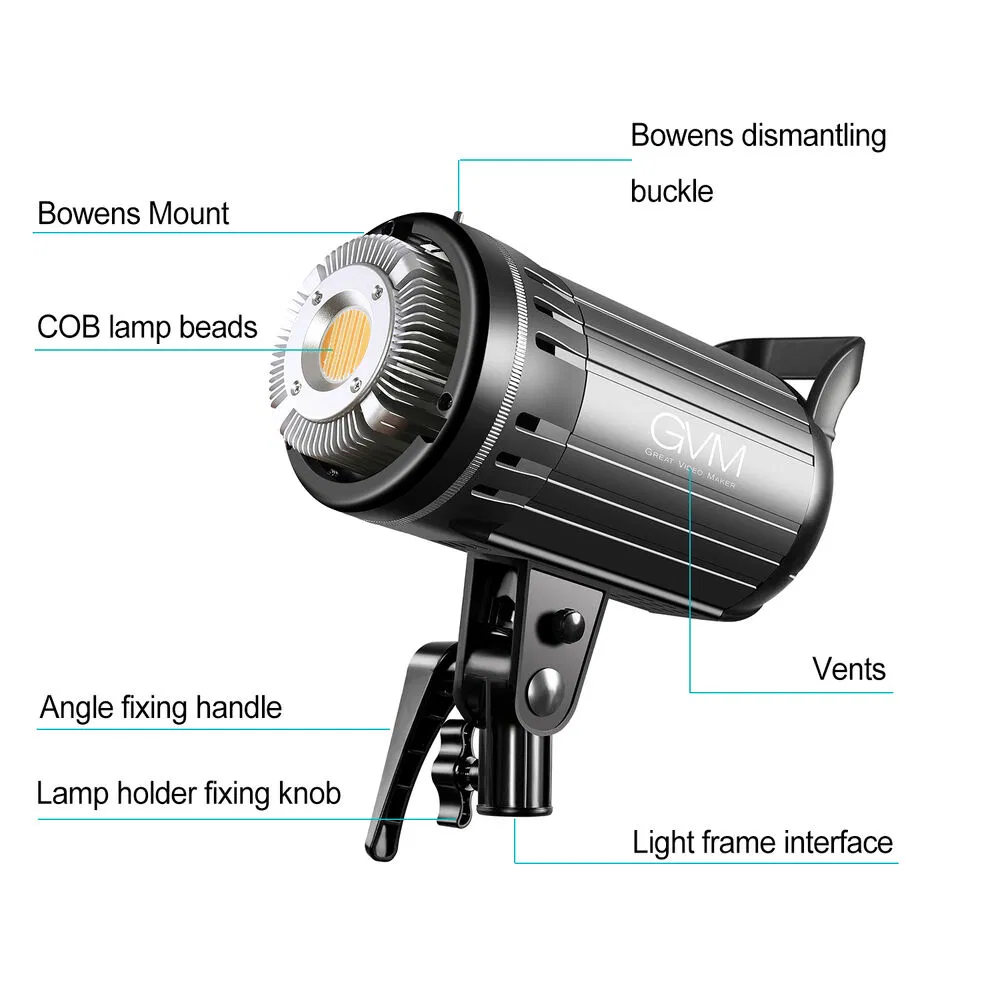 Bowens dismantling
buckle
Bowens Mount
COB lamp beads
GVM
GREAT VIDEO MAKER
Vents
Angle fixing handle
Lamp holder fixing knob
Light frame interface